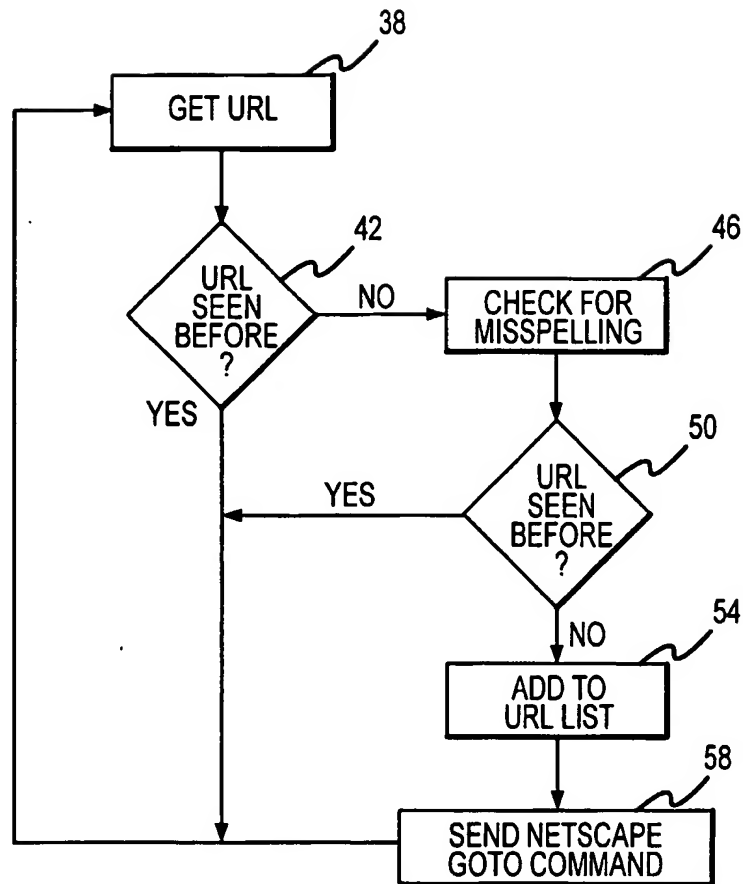 38
GET URL
42
URL
SEEN
BEFORE
?
NO
YES
46
CHECK FOR
MISSPELLING
50
URL
SEEN
BEFORE
?
YES
NO
54
ADD TO
URL LIST
58
SEND NETSCAPE
GOTO COMMAND